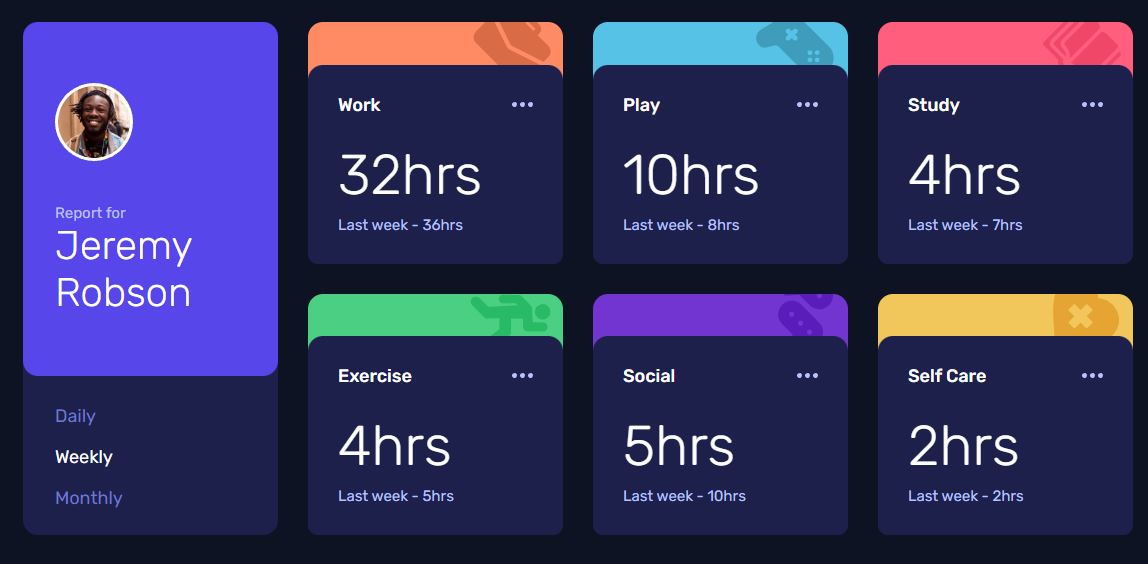 Report for
Jeremy
Robson
Daily
Weekly
Monthly
Work
32hrs
Last week - 36hrs
Play
10hrs
Last week - 8hrs
Study
4hrs
Last week - 7hrs
Exercise
4hrs
Last week - 5hrs
Social
5hrs
Last week - 10hrs
Self Care
2hrs
Last week - 2hrs